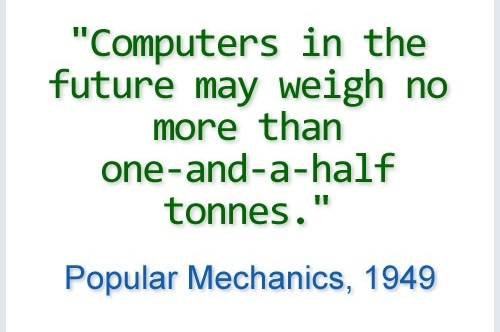 "Computers in the
future may weigh no
more than
one-and-a-half
tonnes."
Popular Mechanics, 1949